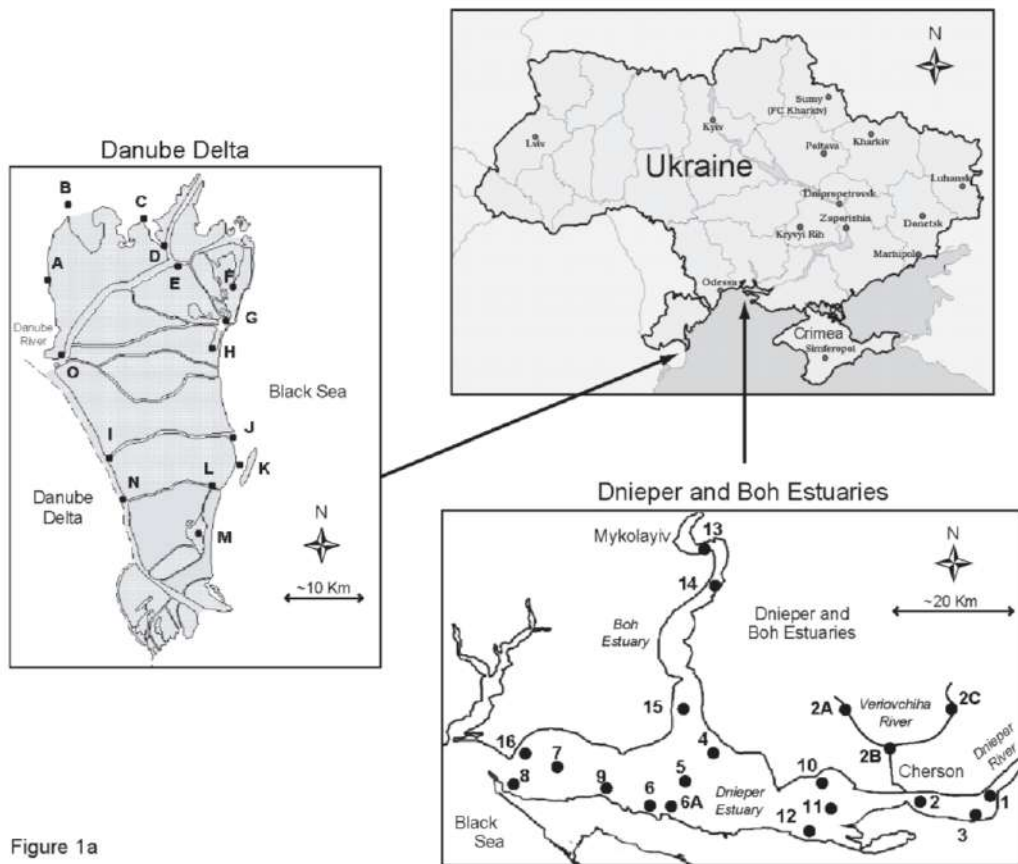 Danube Delta
B
C
A
D
E
F
G
Danube
River
H
O
Black Sea
I
J
K
N
L
Danube
Delta
M
N
~10 Km
N
Sumy
(FC Kharkiv)
Kyiv
Lviv
Kharkiv
Poltava
Ukraine
Luhansk
Dnipropetrovsk
Zaporizhia
Donetsk
Kryvyi Rih
Mariupol
Odessa
Crimea
Simferopol
Dnieper and Boh Estuaries
Mykolayiv
13
N
14
~20 Km
Boh
Estuary
Dnieper and
Boh Estuaries
15
2A
Veriovchiha
River
2C
16
7
4
2B
Dnieper
River
Cherson
8
9
6
5
6A
Dnieper
Estuary
10
11
12
2
1
3
Black
Sea
Figure 1a